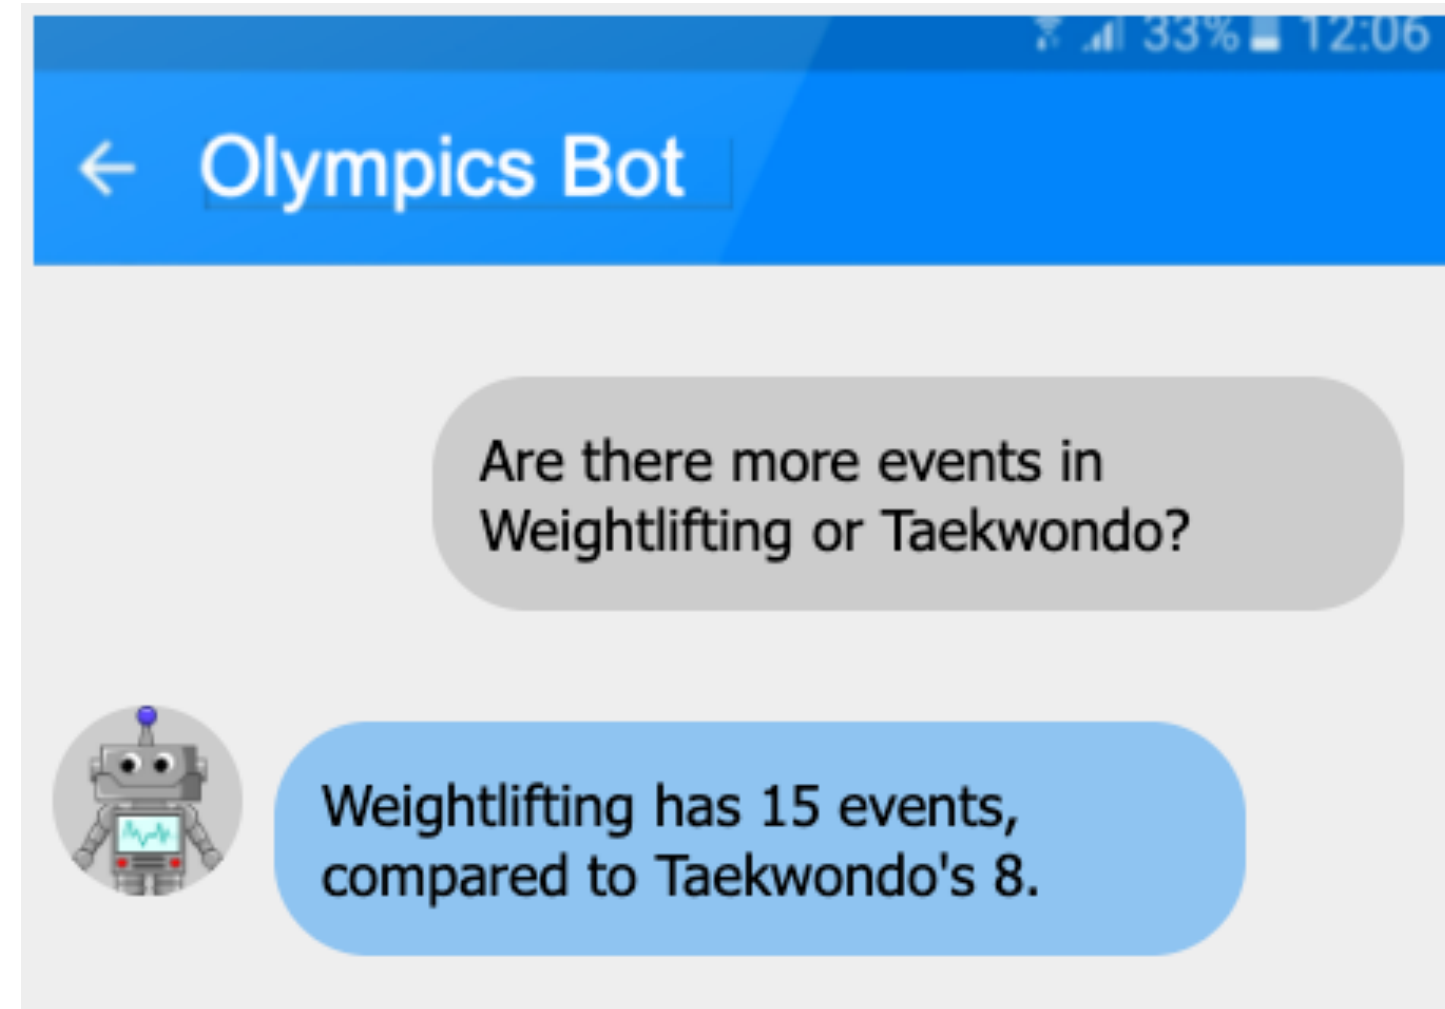 33% 12:06
Olympics Bot
Are there more events in
Weightlifting or Taekwondo?
Weightlifting has 15 events,
compared to Taekwondo's 8.